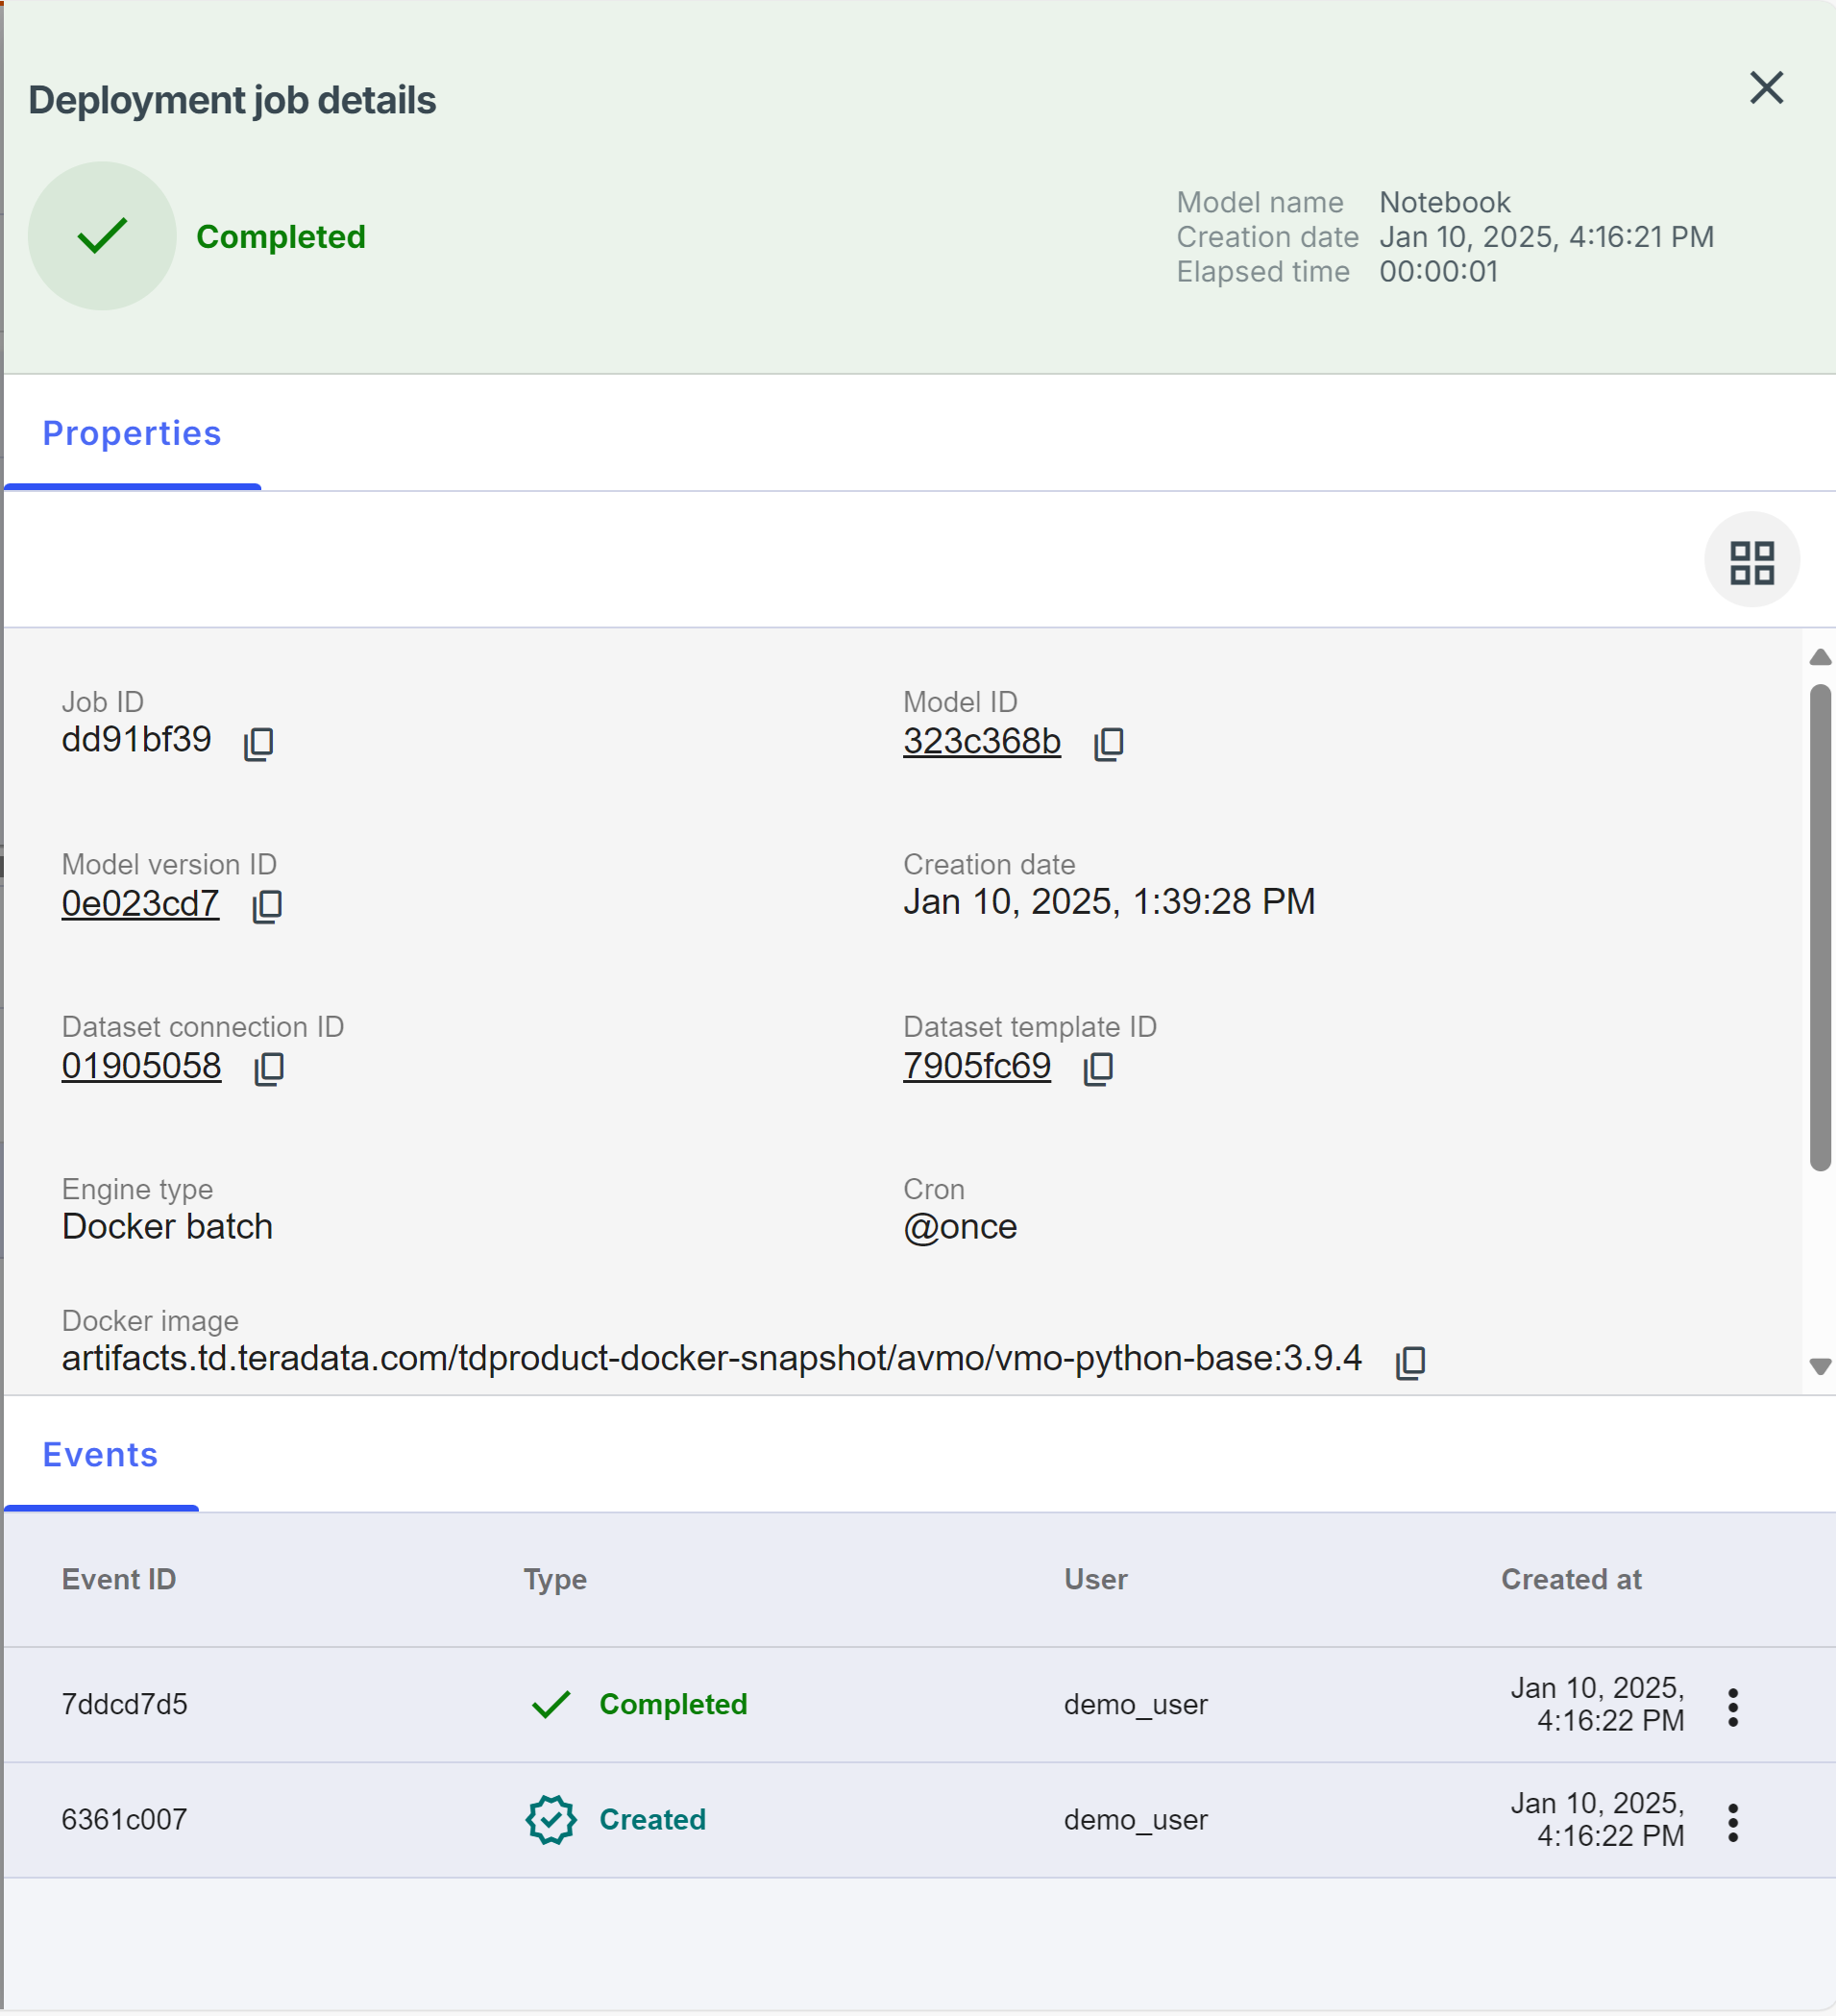 Deployment job details
Completed
Model name Notebook
Creation date Jan 10, 2025, 4:16:21 PM
Elapsed time 00:00:01
Properties
Job ID
dd91bf39
Model ID
323c368b
Model version ID
0e023cd7
Creation date
Jan 10, 2025, 1:39:28 PM
Dataset connection ID
01905058
Dataset template ID
7905fc69
Engine type
Docker batch
Cron
@once
Docker image
artifacts.td.teradata.com/tdproduct-docker-snapshot/avmo/vmo-python-base:3.9.4
Events
Event ID Type User Created at
7ddcd7d5 Completed demo_user Jan 10, 2025,
4:16:22 PM
6361c007 Created demo_user Jan 10, 2025,
4:16:22 PM